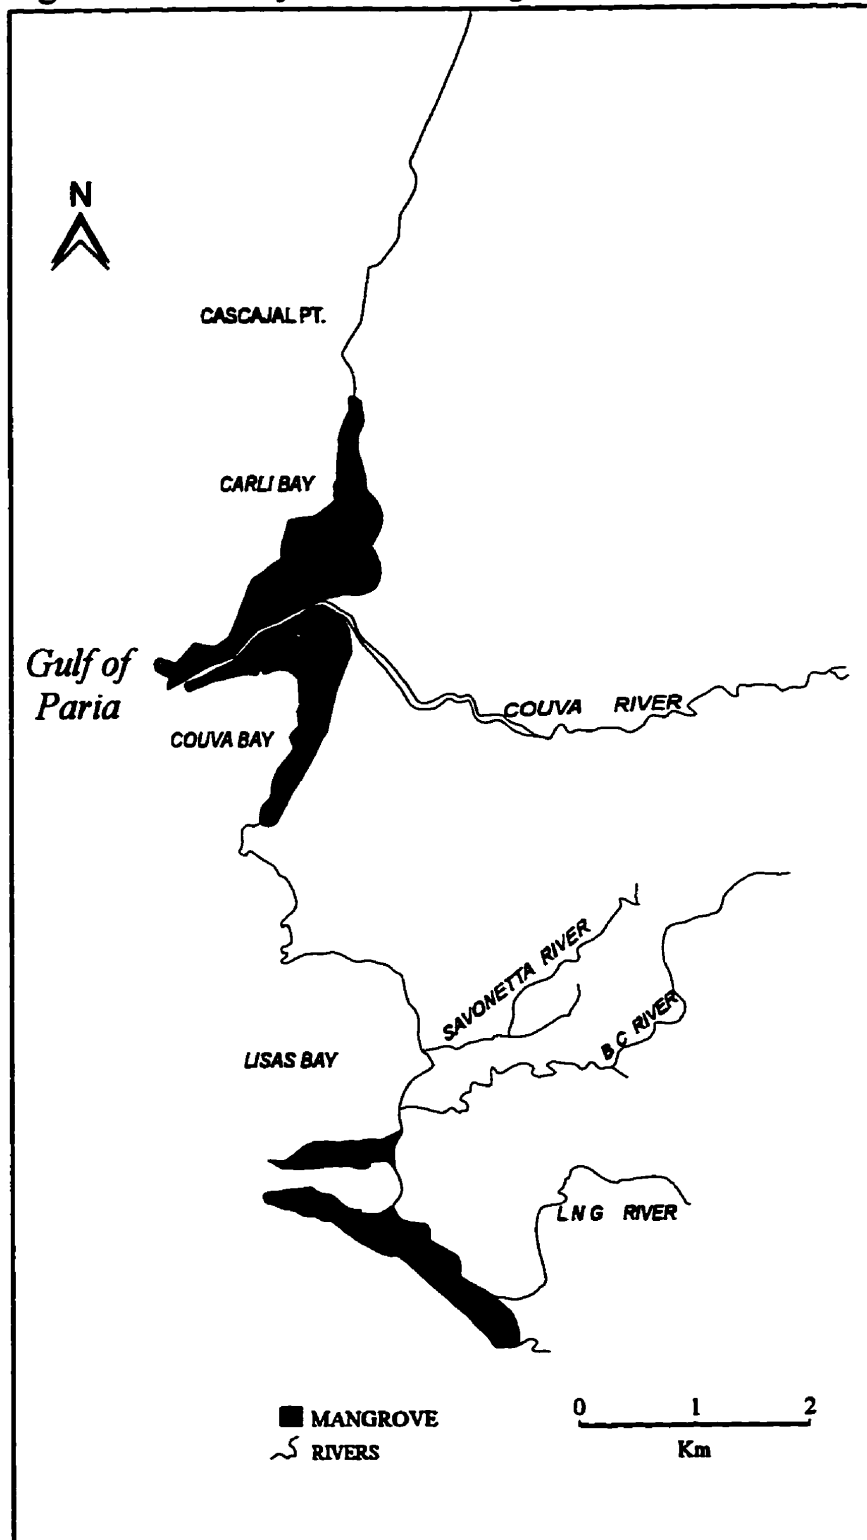 N
CASCAJAL PT.
CARLI BAY
Gulf of
Paria
COUVA RIVER
COUVA BAY
SAVONETTA RIVER
B C RIVER
LISAS BAY
L N G RIVER
MANGROVE
RIVERS
0 1 2
Km